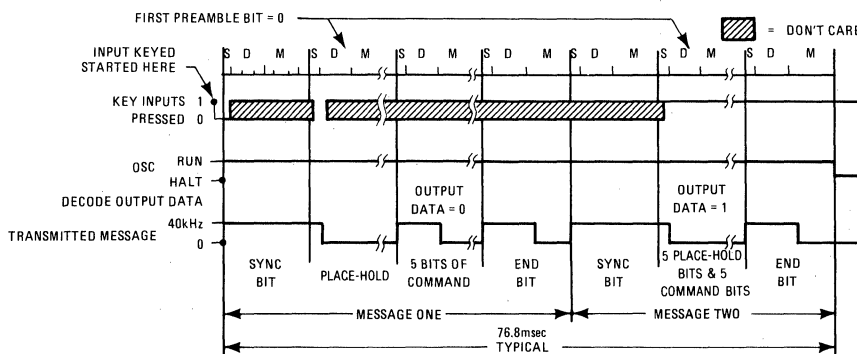 FIRST PREAMBLE BIT = 0
= DON'T CARE
INPUT KEYED
STARTED HERE
S D M S D M S D M S D M S D M S D M S D M
KEY INPUTS 1
PRESSED 0
OSC RUN
HALT
DECODE OUTPUT DATA
OUTPUT
DATA = 0
OUTPUT
DATA = 1
TRANSMITTED MESSAGE 40kHz
0
SYNC
BIT
PLACE-HOLD
5 BITS OF
COMMAND
END
BIT
SYNC
BIT
5 PLACE-HOLD
BITS & 5
COMMAND BITS
END
BIT
MESSAGE ONE
MESSAGE TWO
76.8msec
TYPICAL